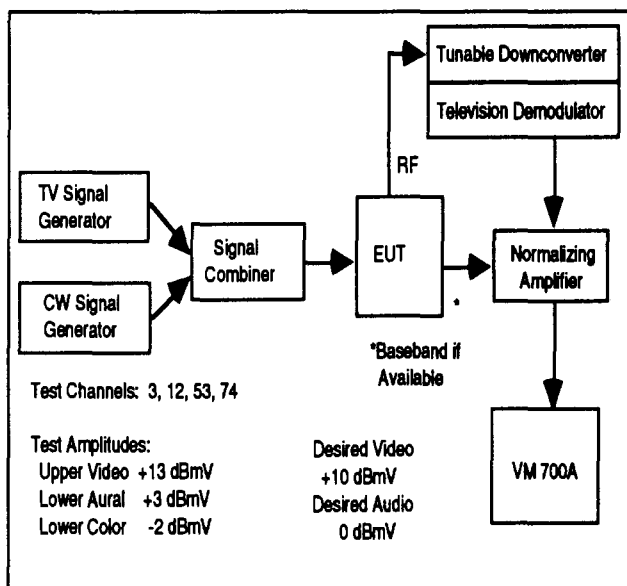 Tunable Downconverter
Television Demodulator
RF
TV Signal
Generator
Signal
Combiner
EUT
Normalizing
Amplifier
CW Signal
Generator
*
*Baseband if
Available
Test Channels: 3, 12, 53, 74
Test Amplitudes:
Upper Video +13 dBmV
Lower Aural +3 dBmV
Lower Color -2 dBmV
Desired Video
+10 dBmV
Desired Audio
0 dBmV
VM 700A